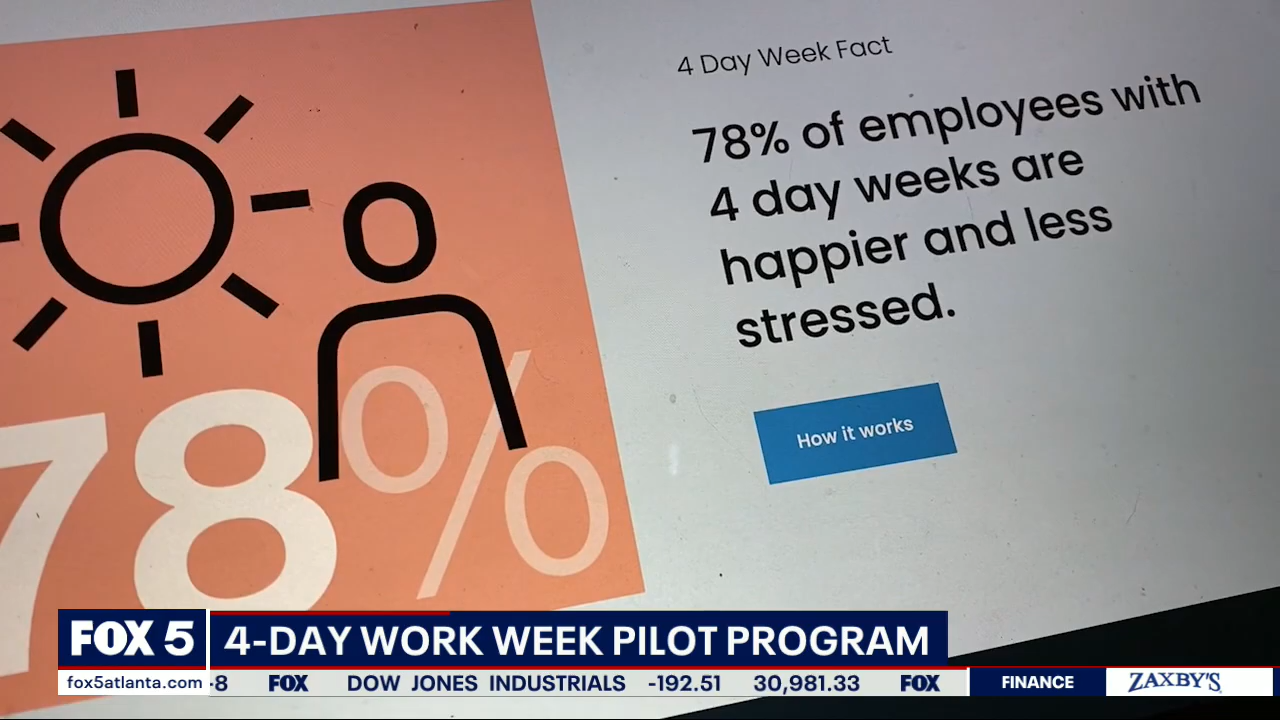 4 Day Week Fact
78% of employees with
4 day weeks are
happier and less
stressed.
How it works
78%
FOX 5
4-DAY WORK WEEK PILOT PROGRAM
fox5atlanta.com
-8 FOX DOW JONES INDUSTRIALS -192.51 30,981.33 FOX
FINANCE
ZAXBY'S